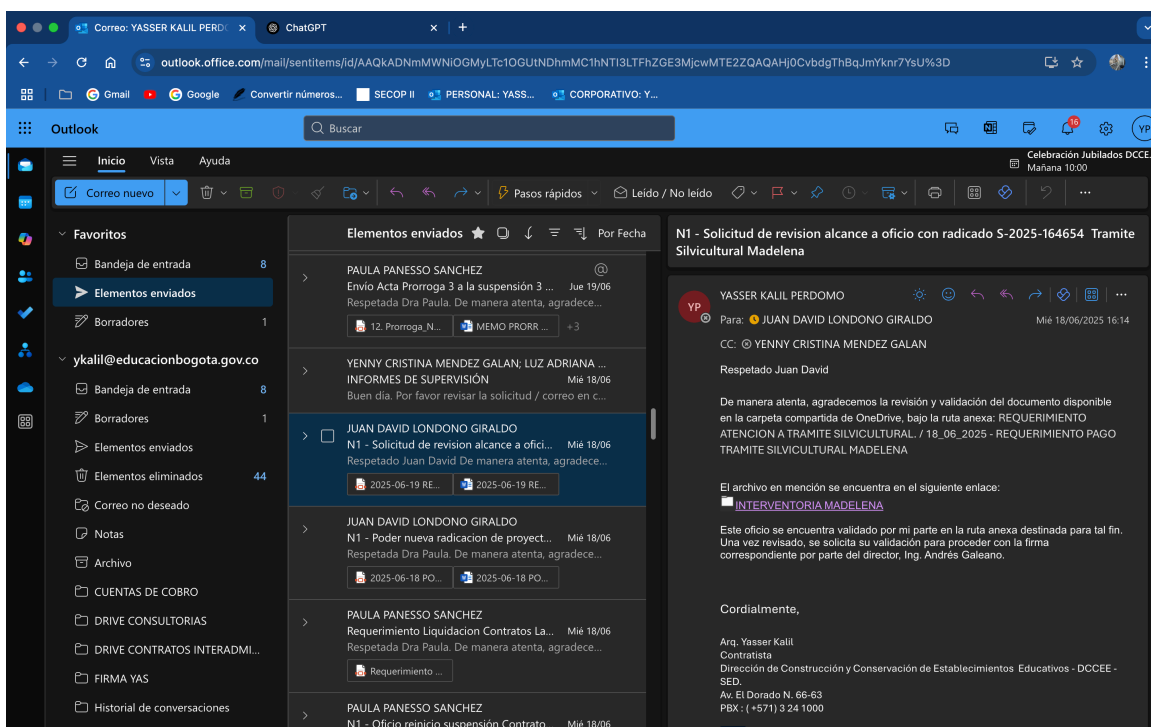 Correo: YASSER KALIL PERD
ChatGPT
outlook.office.com/mail/sentitems/id/AAQkADNmMWNiOGMyLTc1OGUtNDhmMC1hNTI3LTFhZGE3MjcwMTE2ZQAQAHj0CvbdgThBqJmYknr7YsU%3D
Gmail
Google
Convertir números...
SECOP II
PERSONAL: YASS...
CORPORATIVO: Y...
Outlook
Buscar
16
YP
Inicio
Vista
Ayuda
Celebración Jubilados DCCE.
Mañana 10:00
Correo nuevo
Pasos rápidos
Leído / No leído
Favoritos
Bandeja de entrada 8
Elementos enviados
Borradores 1
ykalil@educacionbogota.gov.co
Bandeja de entrada 8
Borradores 1
Elementos enviados
Elementos eliminados 44
Correo no deseado
Notas
Archivo
CUENTAS DE COBRO
DRIVE CONSULTORIAS
DRIVE CONTRATOS INTERADMI...
FIRMA YAS
Historial de conversaciones
Elementos enviados
Por Fecha
PAULA PANESSO SANCHEZ
Envío Acta Prorroga 3 a la suspensión 3 ... Jue 19/06
Respetada Dra Paula. De manera atenta, agradece...
12. Prorroga_N...
MEMO PRORR ...
+3
YENNY CRISTINA MENDEZ GALAN; LUZ ADRIANA ...
INFORMES DE SUPERVISIÓN Mié 18/06
Buen día. Por favor revisar la solicitud / correo en c...
JUAN DAVID LONDONO GIRALDO
N1 - Solicitud de revision alcance a ofici... Mié 18/06
Respetado Juan David De manera atenta, agradece...
2025-06-19 RE...
2025-06-19 RE...
JUAN DAVID LONDONO GIRALDO
N1 - Poder nueva radicacion de proyect... Mié 18/06
Respetada Dra Paula. De manera atenta, agradece...
2025-06-18 PO...
2025-06-18 PO...
PAULA PANESSO SANCHEZ
Requerimiento Liquidacion Contratos La... Mié 18/06
Respetada Dra Paula. De manera atenta, agradece...
Requerimiento ...
PAULA PANESSO SANCHEZ
N1 - Oficio reinicio suspensión Contrato... Mié 18/06
N1 - Solicitud de revision alcance a oficio con radicado S-2025-164654 Tramite
Silvicultural Madelena
YP
YASSER KALIL PERDOMO
Para: JUAN DAVID LONDONO GIRALDO
Mié 18/06/2025 16:14
CC: YENNY CRISTINA MENDEZ GALAN
Respetado Juan David
De manera atenta, agradecemos la revisión y validación del documento disponible
en la carpeta compartida de OneDrive, bajo la ruta anexa: REQUERIMIENTO
ATENCION A TRAMITE SILVICULTURAL. / 18_06_2025 - REQUERIMIENTO PAGO
TRAMITE SILVICULTURAL MADELENA
El archivo en mención se encuentra en el siguiente enlace:
INTERVENTORIA MADELENA
Este oficio se encuentra validado por mi parte en la ruta anexa destinada para tal fin.
Una vez revisado, se solicita su validación para proceder con la firma
correspondiente por parte del director, Ing. Andrés Galeano.
Cordialmente,
Arq. Yasser Kalil
Contratista
Dirección de Construcción y Conservación de Establecimientos Educativos - DCCEE -
SED.
Av. El Dorado N. 66-63
PBX : ( +571) 3 24 1000